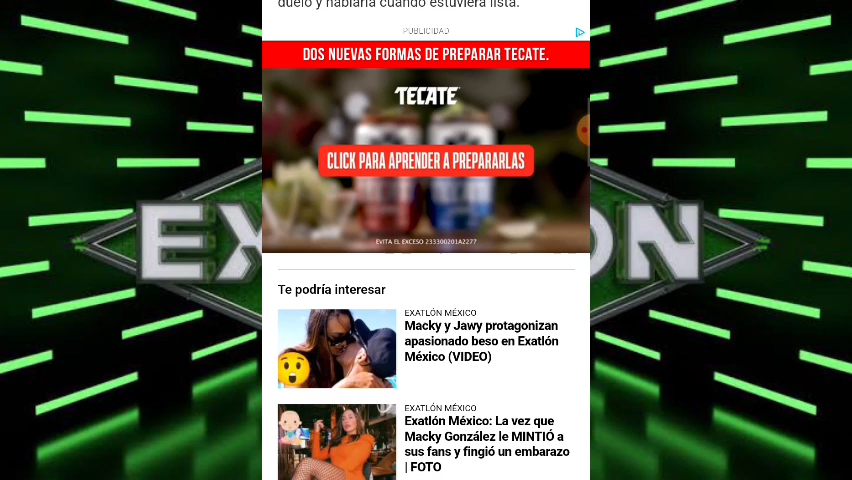 duelo y hablaría cuando estuviera lista.
PUBLICIDAD
DOS NUEVAS FORMAS DE PREPARAR TECATE.
TECATE
CLICK PARA APRENDER A PREPARARLAS
EVITA EL EXCESO 233300201A2277
EX
ON
Te podría interesar
EXATLÓN MÉXICO
Macky y Jawy protagonizan
apasionado beso en Exatlón
México (VIDEO)
EXATLÓN MÉXICO
Exatlón México: La vez que
Macky González le MINTIÓ a
sus fans y fingió un embarazo
| FOTO